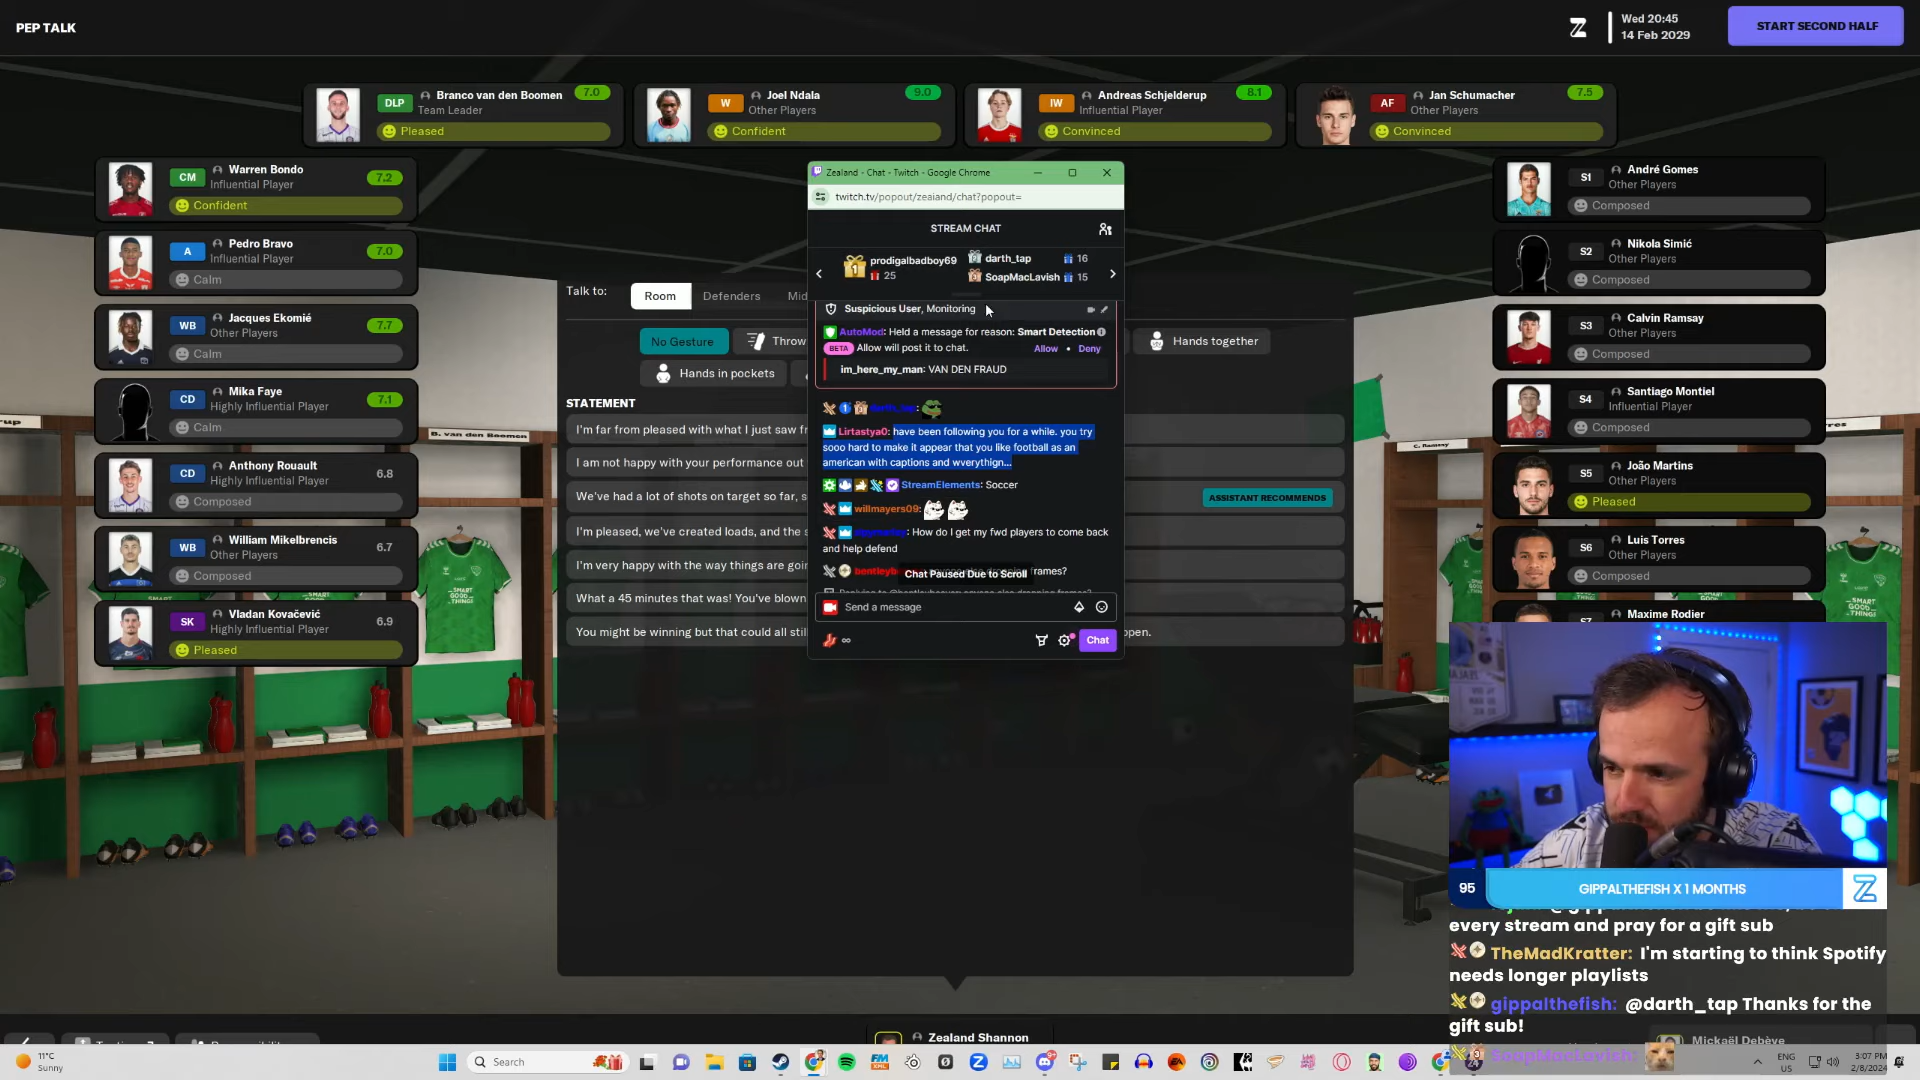 PEP TALK
Wed 20:45
14 Feb 2029
START SECOND HALF
DLP
Branco van den Boomen
7.0
Team Leader
Pleased
W
Joel Ndala
9.0
Other Players
Confident
IW
Andreas Schjelderup
8.1
Influential Player
Convinced
AF
Jan Schumacher
7.5
Other Players
Convinced
CM
Warren Bondo
7.2
Influential Player
Confident
A
Pedro Bravo
7.0
Influential Player
Calm
WB
Jacques Ekomié
7.7
Other Players
Calm
CD
Mika Faye
7.1
Highly Influential Player
Calm
CD
Anthony Rouault
6.8
Highly Influential Player
Composed
WB
William Mikelbrencis
6.7
Other Players
Composed
SK
Vladan Kovačević
6.9
Highly Influential Player
Pleased
B. van den Boomen
SMART GOOD THINGS
Talk to:
Room
Defenders
Mid
No Gesture
Throw
Hands together
Hands in pockets
STATEMENT
I'm far from pleased with what I just saw fr
I am not happy with your performance out
We've had a lot of shots on target so far, s
ASSISTANT RECOMMENDS
I'm pleased, we've created loads, and the s
I'm very happy with the way things are goin
What a 45 minutes that was! You've blown
You might be winning but that could all still
open.
Zealand - Chat - Twitch - Google Chrome
twitch.tv/popout/zealand/chat?popout=
STREAM CHAT
prodigalbadboy69
25
darth_tap
16
SoapMacLavish
15
Suspicious User, Monitoring
AutoMod: Held a message for reason: Smart Detection
BETA Allow will post it to chat.
Allow • Deny
im_here_my_man: VAN DEN FRAUD
darth_tap:
Lirtastya0: have been following you for a while. you try
sooo hard to make it appear that you like football as an
american with captions and wverythign...
StreamElements: Soccer
willmayers09:
How do I get my fwd players to come back
and help defend
frames?
Chat Paused Due to Scroll
Send a message
Chat
S1
André Gomes
Other Players
Composed
S2
Nikola Simić
Other Players
Composed
S3
Calvin Ramsay
Other Players
Composed
S4
Santiago Montiel
Influential Player
Composed
S5
João Martins
Other Players
Pleased
S6
Luis Torres
Other Players
Composed
Maxime Rodier
C. Ramsay
95
GIPPALTHEFISH X 1 MONTHS
every stream and pray for a gift sub
TheMadKratter: I'm starting to think Spotify
needs longer playlists
gippalthefish: @darth_tap Thanks for the
gift sub!
SoapMacLavish:
Zealand Shannon
Mickaël Debève
11°C
Sunny
Search
ENG
US
3:07 PM
2/8/2024